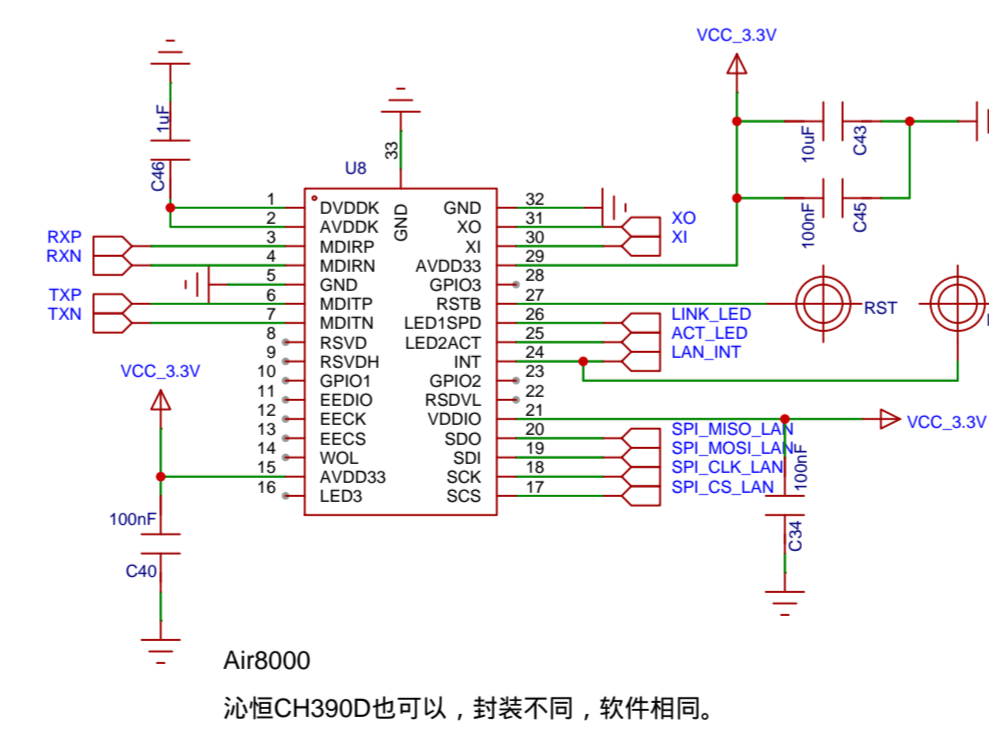 VCC_3.3V
1uF
C46
10uF
C43
100nF
C45
33
U8
GND
1 DVDDK
2 AVDDK
RXP 3 MDIRP
RXN 4 MDIRN
5 GND
TXP 6 MDITP
TXN 7 MDITN
8 RSVD
9 RSVDH
10 GPIO1
11 EEDIO
12 EECK
13 EECS
14 WOL
15 AVDD33
16 LED3
GND 32
XO 31 XO
XI 30 XI
AVDD33 29
GPIO3 28
RSTB 27 RST
LED1SPD 26 LINK_LED
LED2ACT 25 ACT_LED
INT 24 LAN_INT
GPIO2 23
RSDVL 22
VDDIO 21 VCC_3.3V
SDO 20 SPI_MISO_LAN
SDI 19 SPI_MOSI_LAN
SCK 18 SPI_CLK_LAN
SCS 17 SPI_CS_LAN
VCC_3.3V
100nF
C40
100nF
C34
Air8000
沁恒CH390D也可以，封装不同，软件相同。